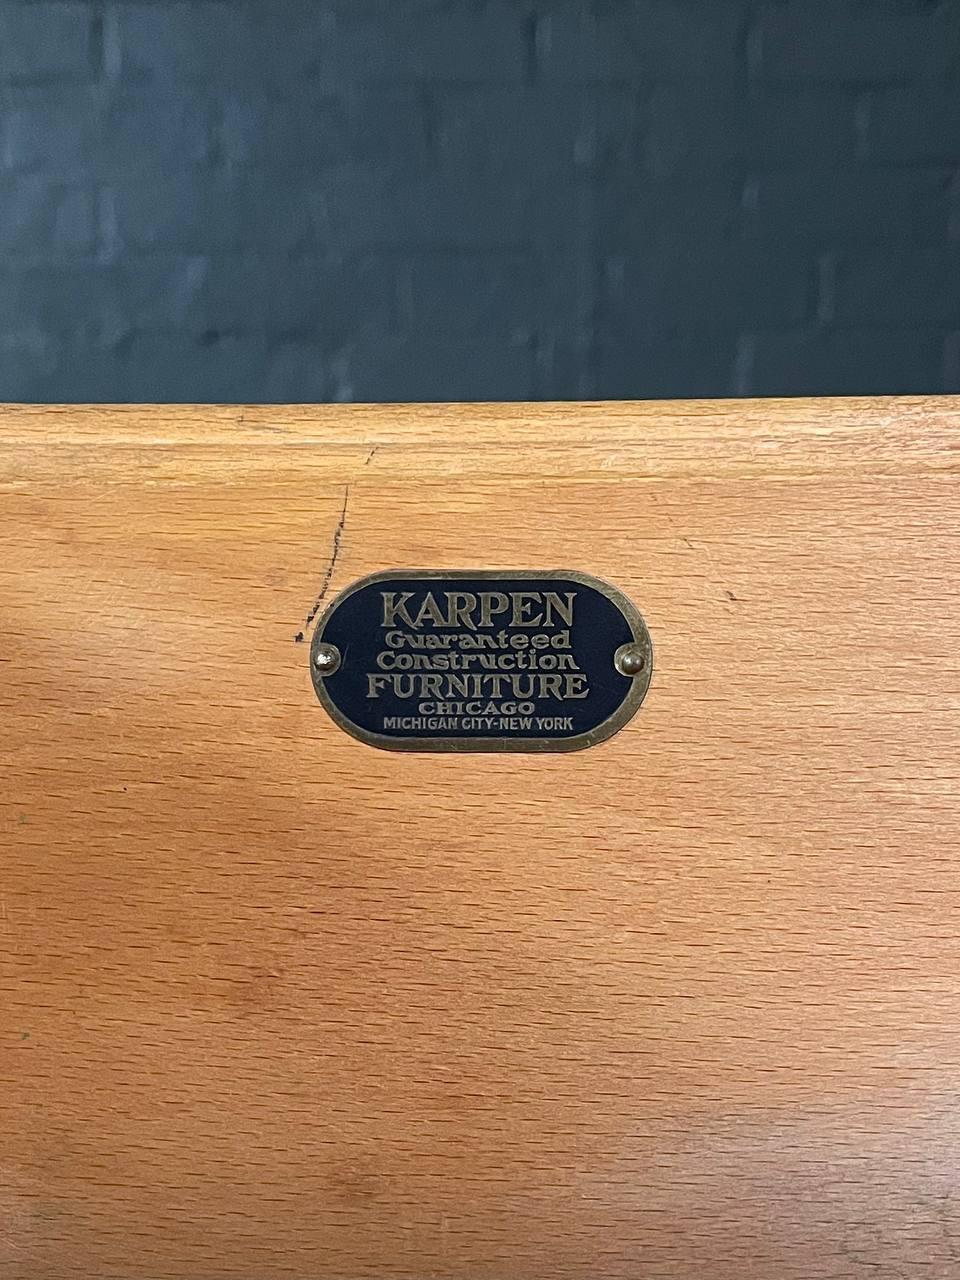 KARPEN
Guaranteed
Construction
FURNITURE
CHICAGO
MICHIGAN CITY-NEW YORK